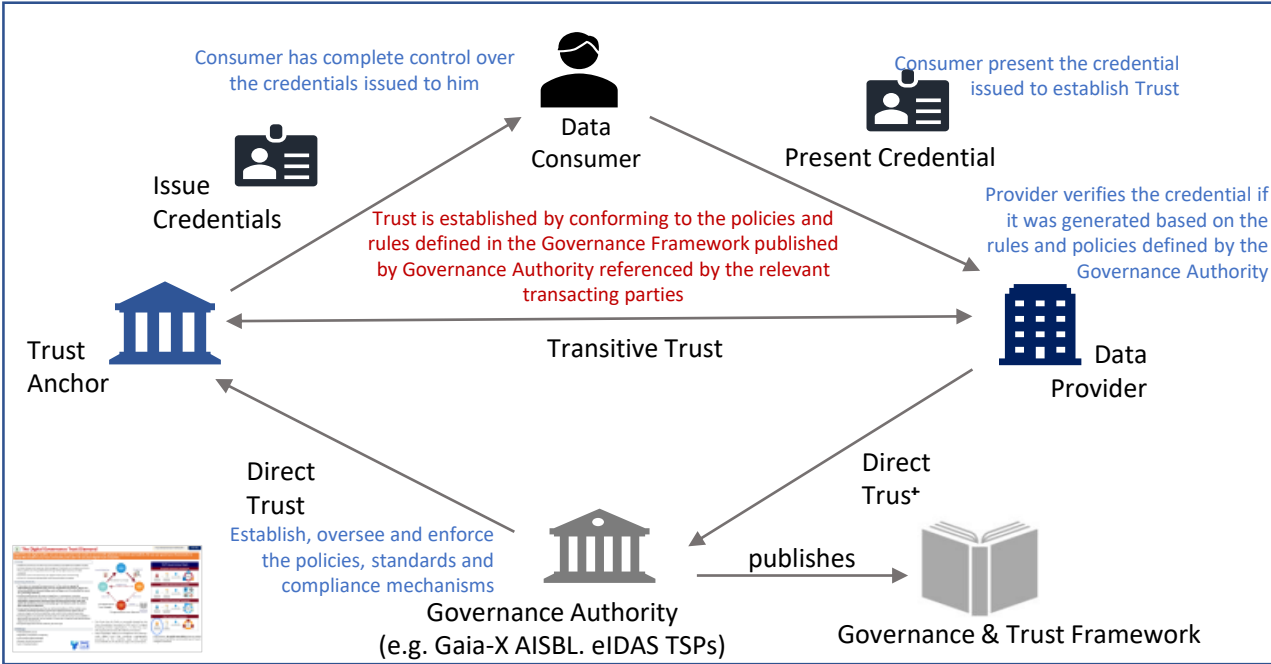 Consumer has complete control over
the credentials issued to him
Consumer present the credential
issued to establish Trust
Data
Consumer
Present Credential
Issue
Credentials
Provider verifies the credential if
it was generated based on the
rules and policies defined by the
Governance Authority
Trust is established by conforming to the policies and
rules defined in the Governance Framework published
by Governance Authority referenced by the relevant
transacting parties
Transitive Trust
Trust
Anchor
Data
Provider
Direct
Trust
Direct
Trus+
Establish, oversee and enforce
the policies, standards and
compliance mechanisms
publishes
Governance Authority
(e.g. Gaia-X AISBL. eIDAS TSPs)
Governance & Trust Framework
The Digital Governance Trust Diamond